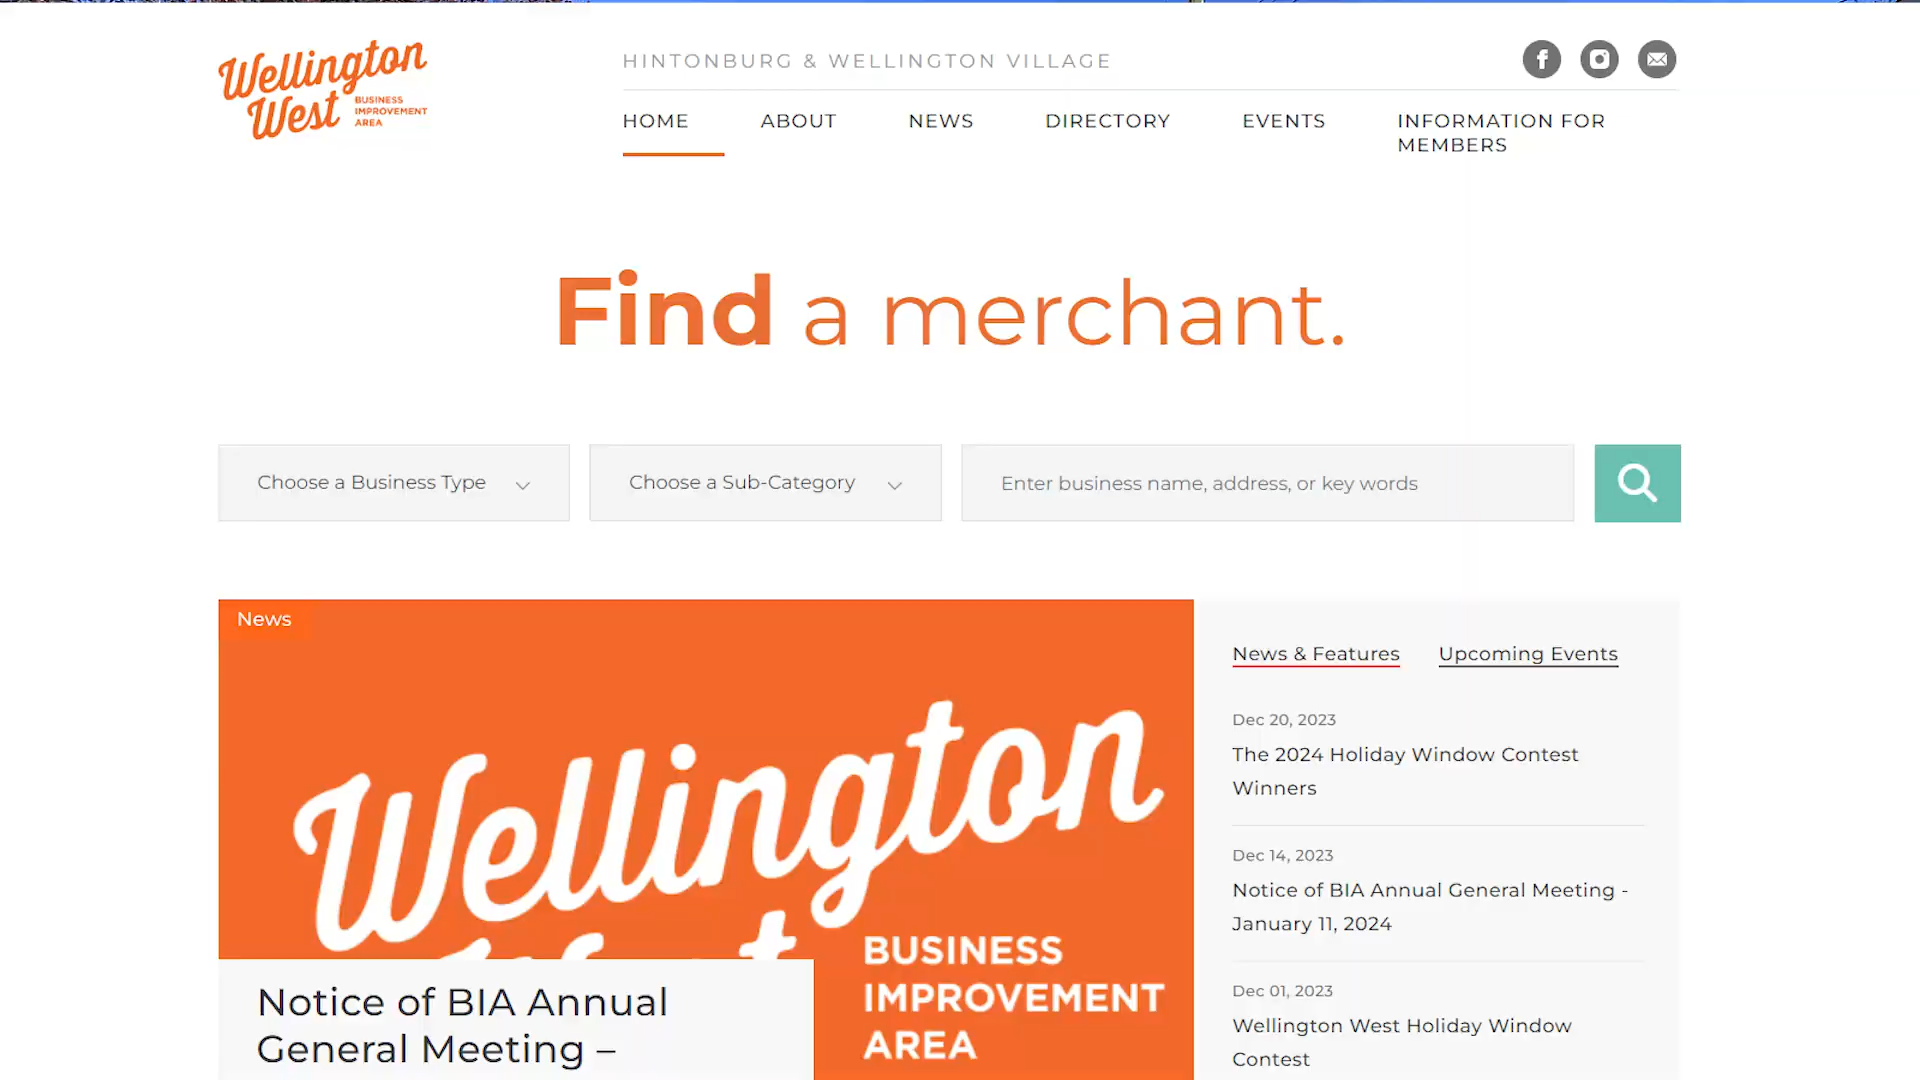 Wellington
West
BUSINESS
IMPROVEMENT
AREA
HINTONBURG & WELLINGTON VILLAGE
HOME
ABOUT
NEWS
DIRECTORY
EVENTS
INFORMATION FOR
MEMBERS
Find a merchant.
Choose a Business Type
Choose a Sub-Category
Enter business name, address, or key words
News
Wellington
BUSINESS
IMPROVEMENT
AREA
Notice of BIA Annual
General Meeting –
News & Features
Upcoming Events
Dec 20, 2023
The 2024 Holiday Window Contest
Winners
Dec 14, 2023
Notice of BIA Annual General Meeting -
January 11, 2024
Dec 01, 2023
Wellington West Holiday Window
Contest